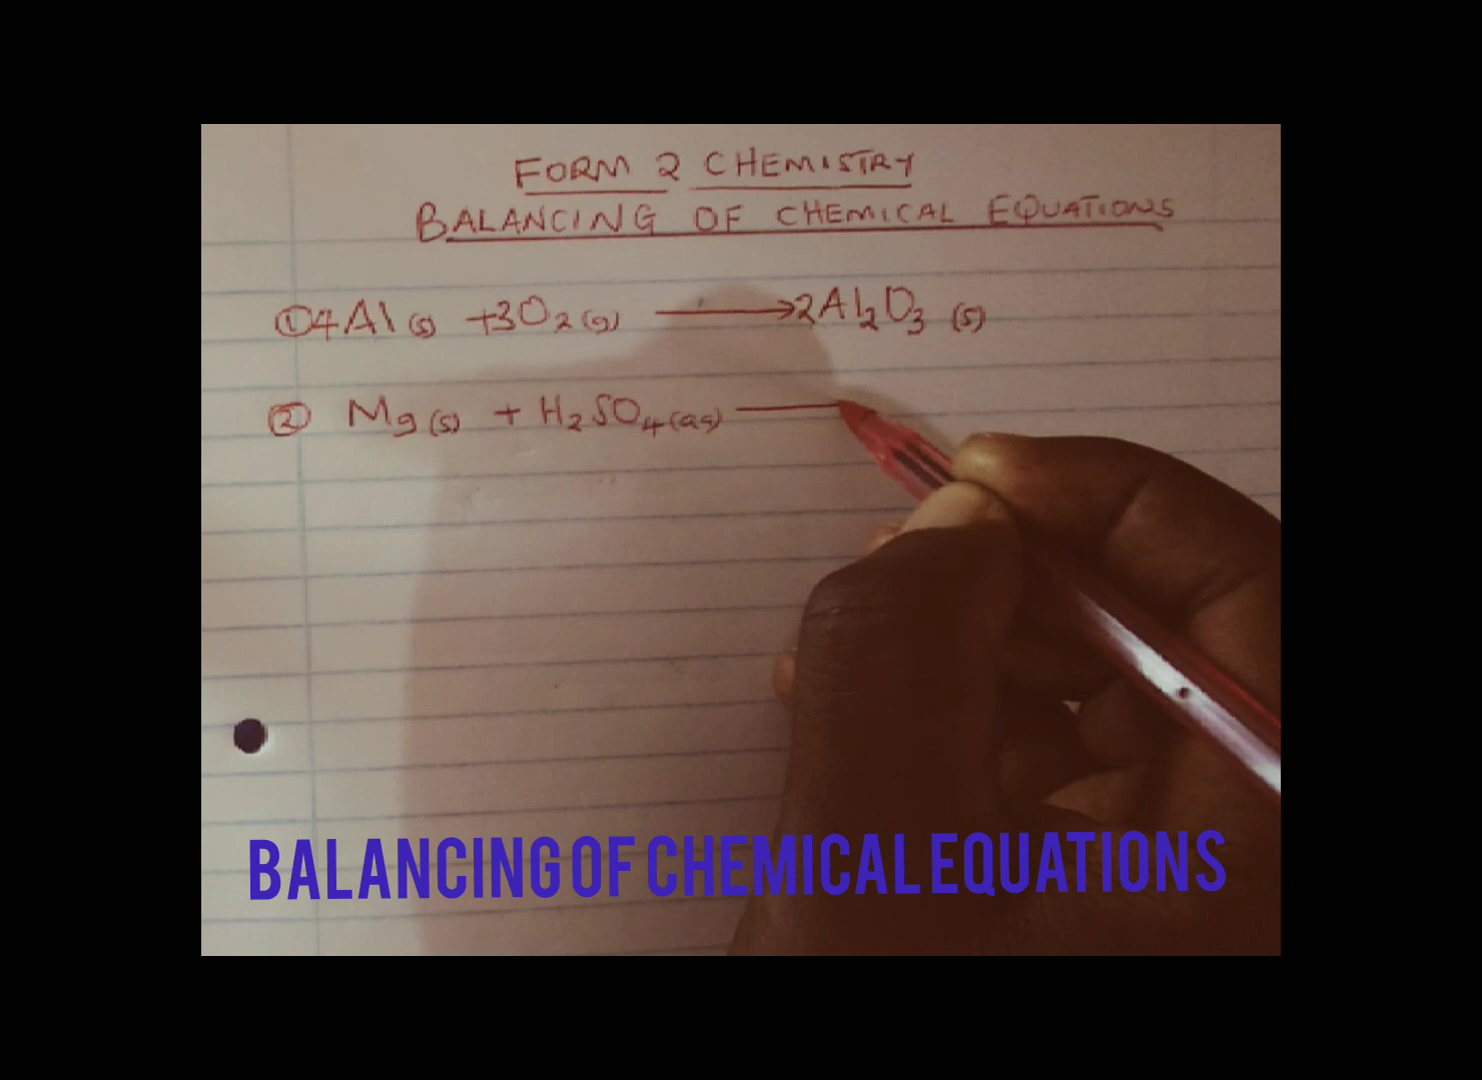 FORM 2 CHEMISTRY
BALANCING OF CHEMICAL EQUATIONS
① 4Al(s) + 3O₂(g) ⟶ 2Al₂O₃ (s)
② Mg(s) + H₂SO₄(aq) —
BALANCING OF CHEMICAL EQUATIONS